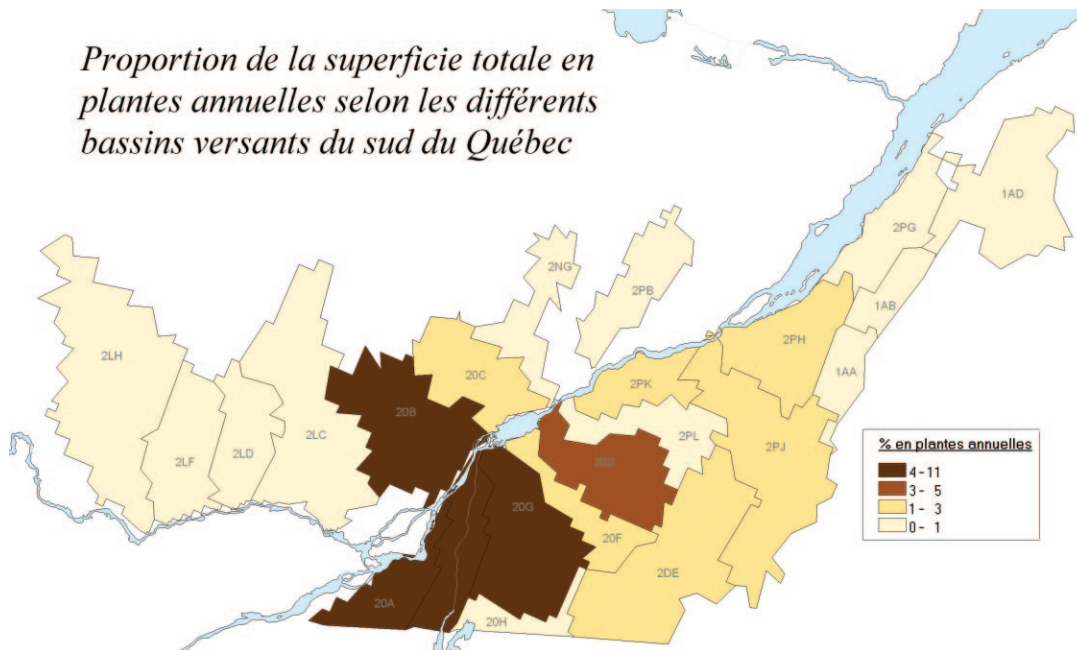 Proportion de la superficie totale en
plantes annuelles selon les différents
bassins versants du sud du Québec
1AD
2PG
2NG
2PB
1AB
2LH
2PH
20C
1AA
2PK
20B
2LC
2PL
2PJ
2LF
2LD
20G
20F
2DE
20A
20H
% en plantes annuelles
4-11
3- 5
1- 3
0- 1